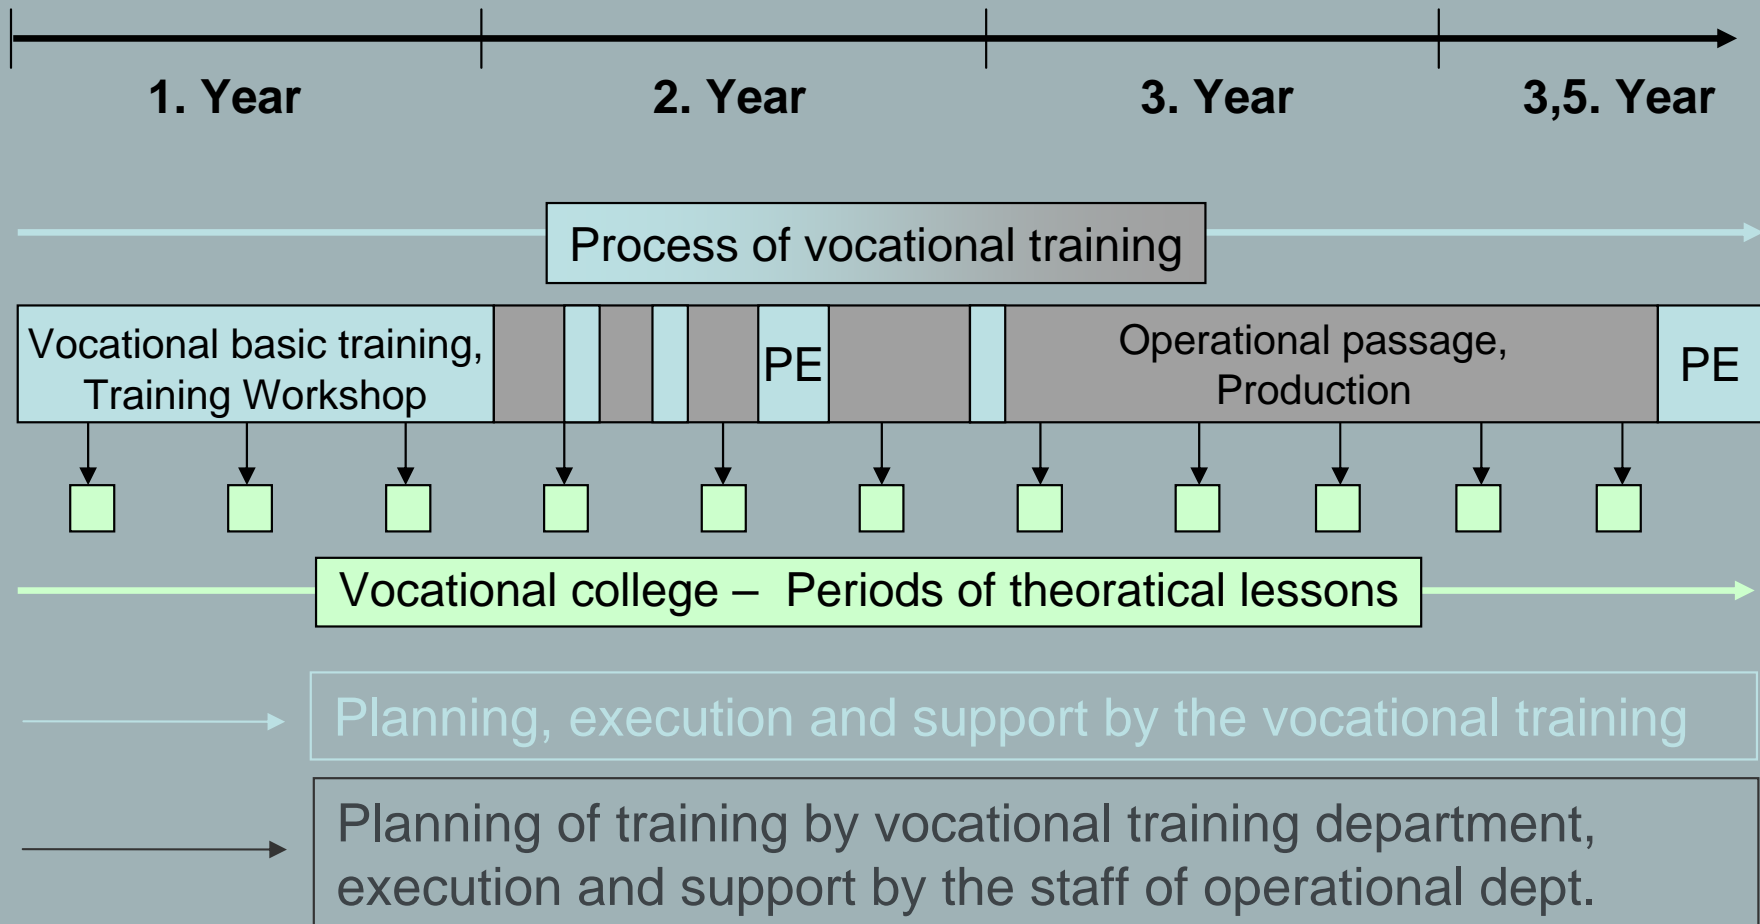 1. Year
2. Year
3. Year
3,5. Year
Process of vocational training
Vocational basic training,
Training Workshop
PE
Operational passage,
Production
PE
Vocational college – Periods of theoratical lessons
Planning, execution and support by the vocational training
Planning of training by vocational training department,
execution and support by the staff of operational dept.